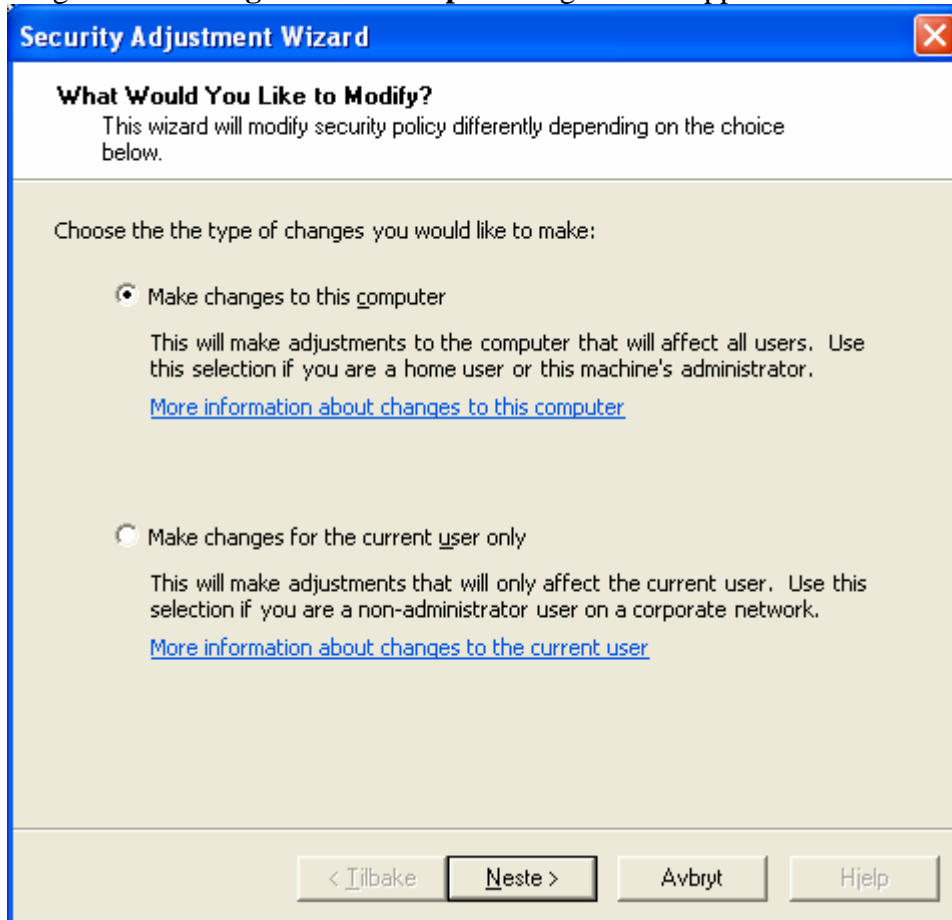 Security Adjustment Wizard
What Would You Like to Modify?
This wizard will modify security policy differently depending on the choice
below.
Choose the the type of changes you would like to make:
Make changes to this computer
This will make adjustments to the computer that will affect all users. Use
this selection if you are a home user or this machine's administrator.
More information about changes to this computer
Make changes for the current user only
This will make adjustments that will only affect the current user. Use this
selection if you are a non-administrator user on a corporate network.
More information about changes to the current user
< Tilbake Neste > Avbryt Hjelp